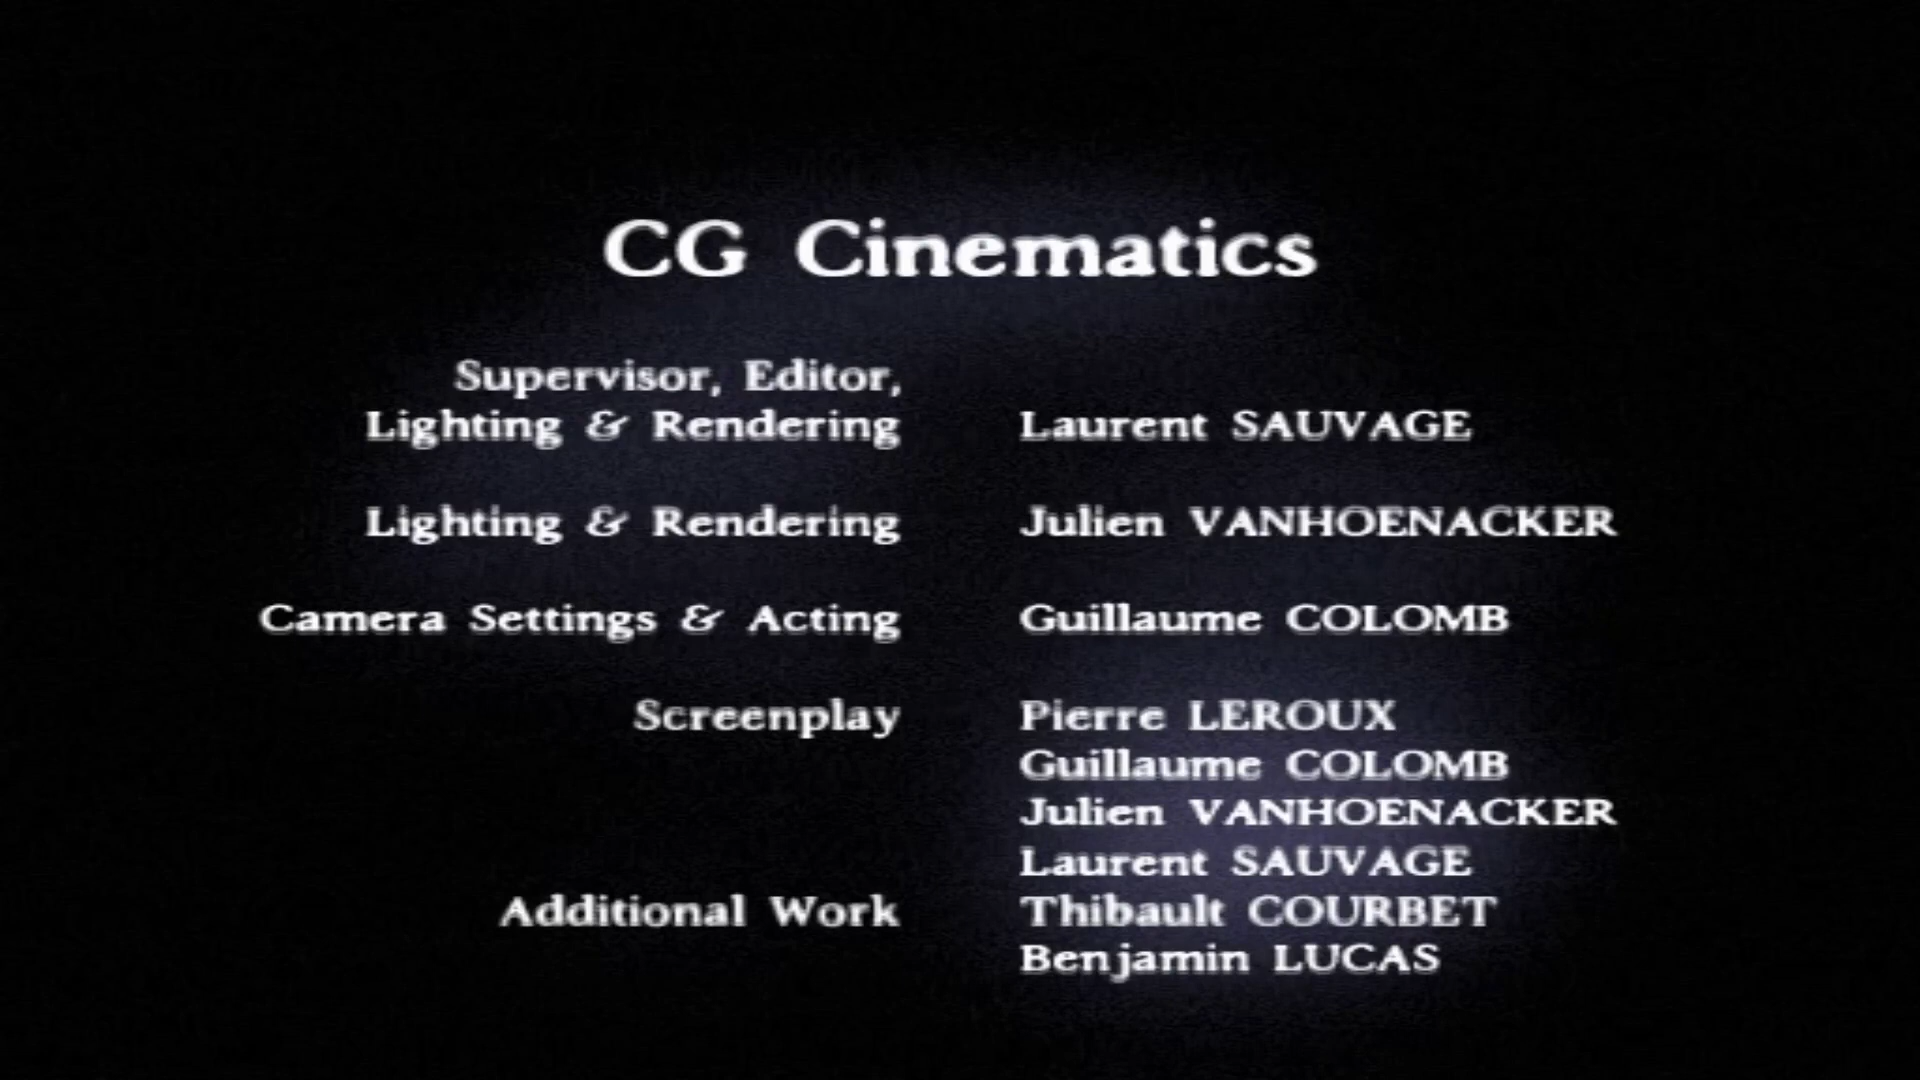 CG Cinematics
Supervisor, Editor,
Lighting & Rendering Laurent SAUVAGE
Lighting & Rendering Julien VANHOENACKER
Camera Settings & Acting Guillaume COLOMB
Screenplay Pierre LEROUX
Guillaume COLOMB
Julien VANHOENACKER
Laurent SAUVAGE
Additional Work Thibault COURBET
Benjamin LUCAS